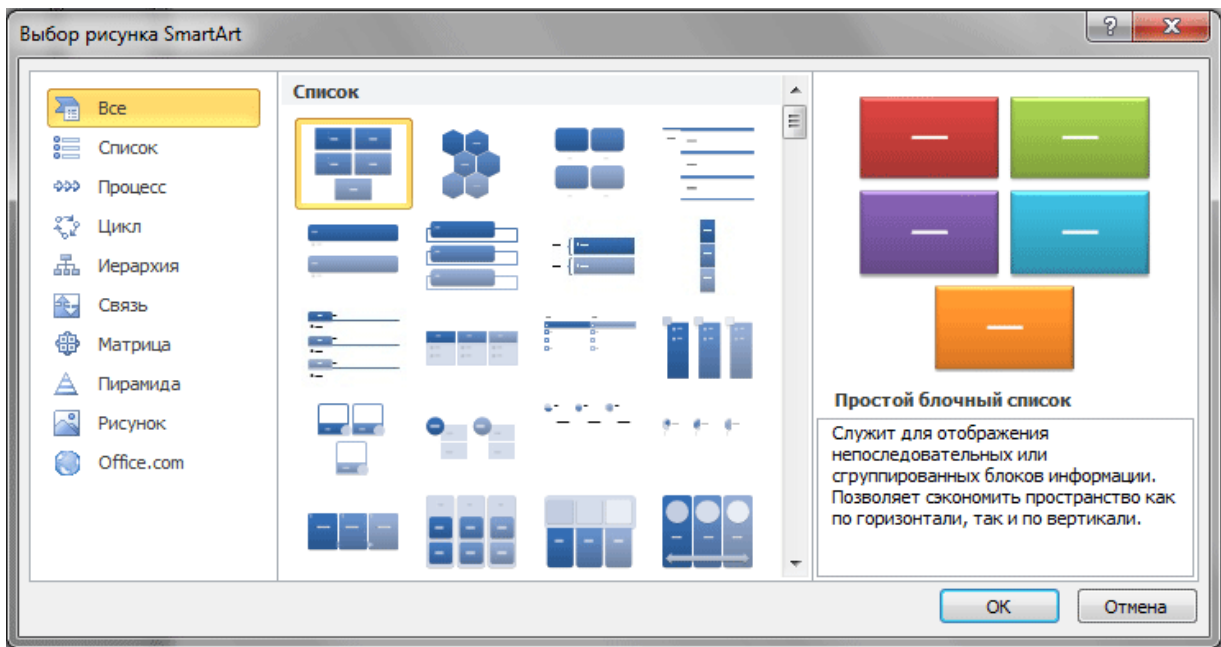 Выбор рисунка SmartArt
Все
Список
Процесс
Цикл
Иерархия
Связь
Матрица
Пирамида
Рисунок
Office.com
Список
Простой блочный список
Служит для отображения
непоследовательных или
сгруппированных блоков информации.
Позволяет сэкономить пространство как
по горизонтали, так и по вертикали.
ОК
Отмена